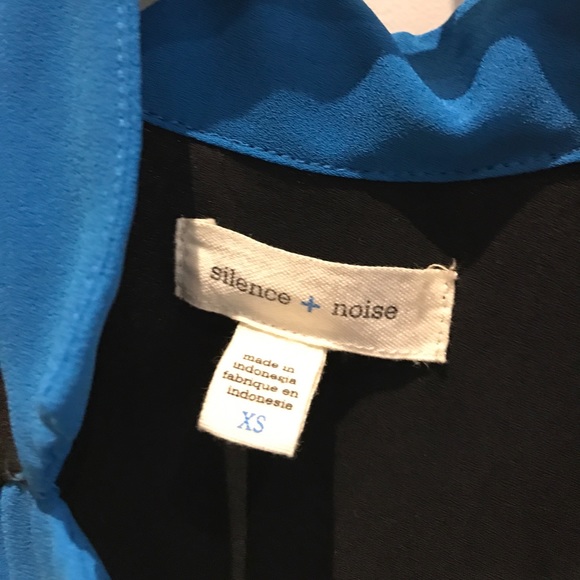 silence + noise
made in
indonesia
fabrique en
indonesie
XS